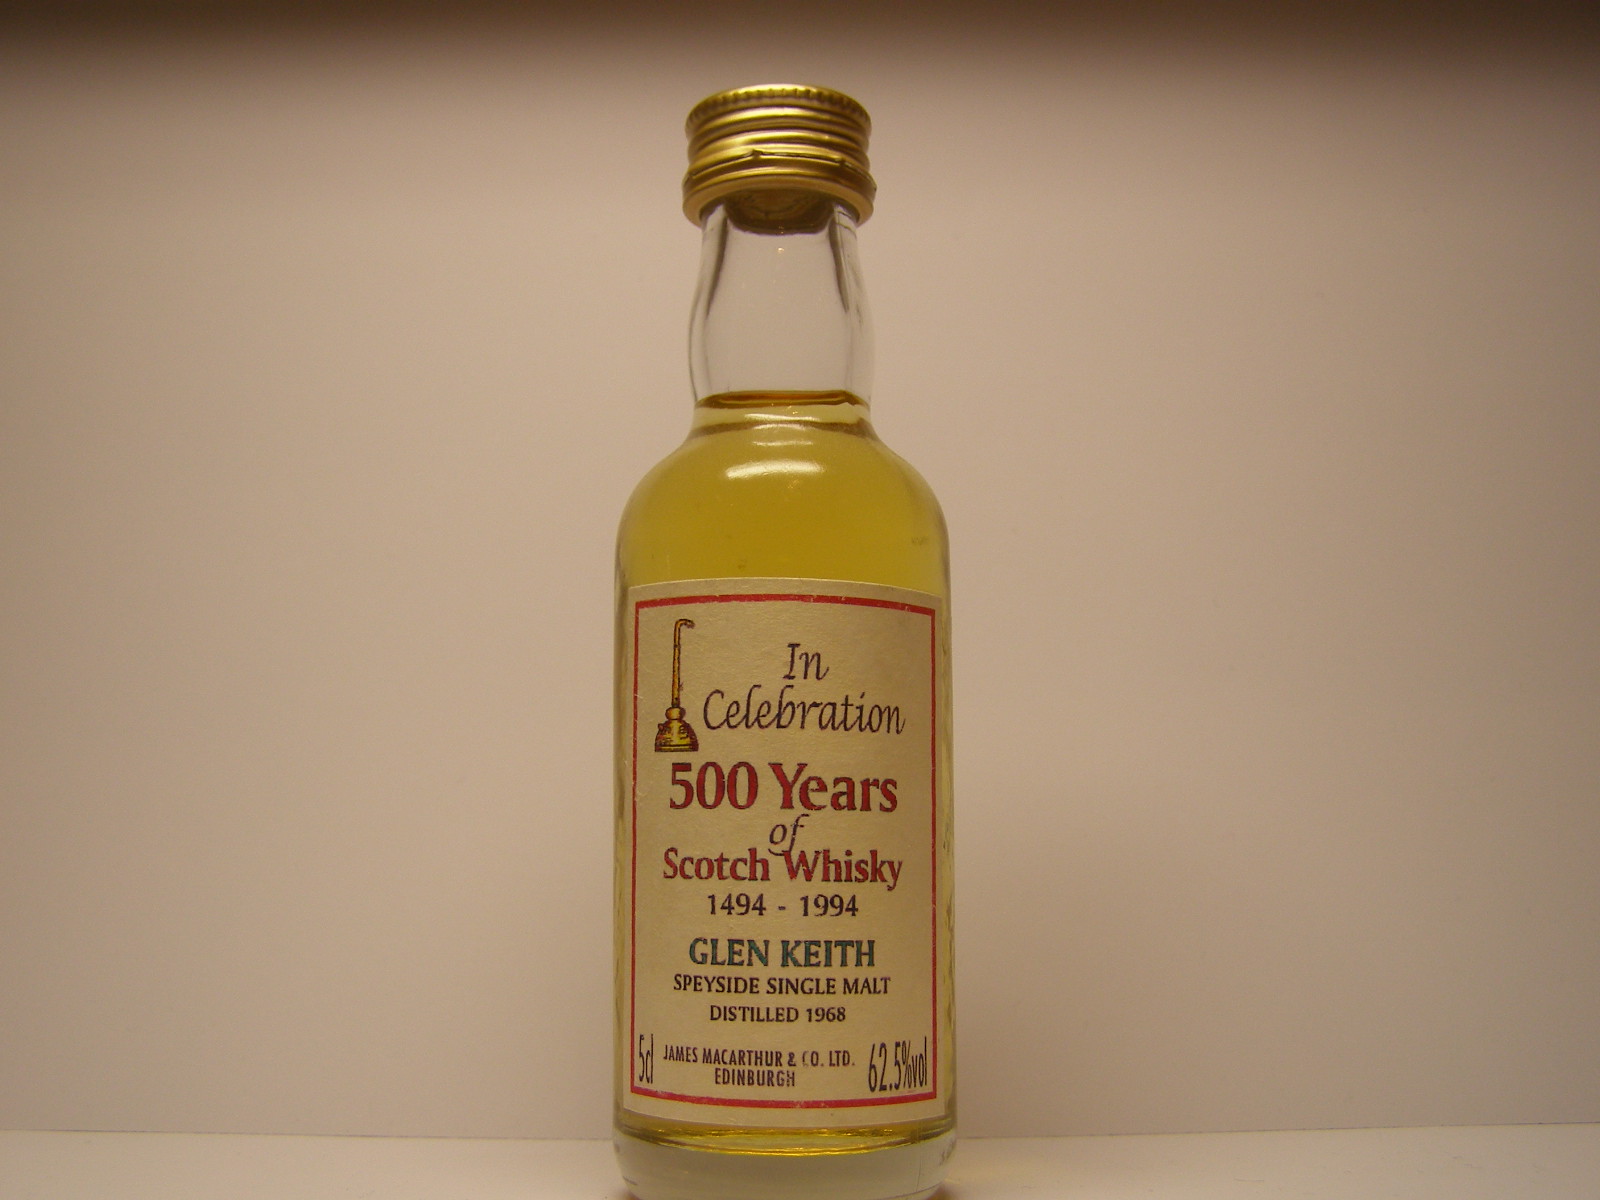 In
Celebration
500 Years
of
Scotch Whisky
1494 - 1994
GLEN KEITH
SPEYSIDE SINGLE MALT
DISTILLED 1968
5cl JAMES MACARTHUR & CO. LTD. 62.5%vol
EDINBURGH